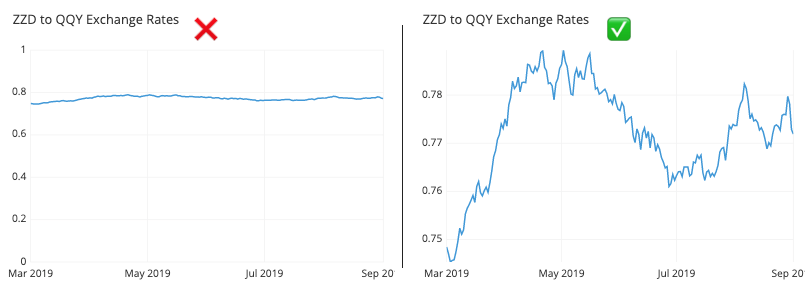 ZZD to QQY Exchange Rates
1
0.8
0.6
0.4
0.2
0
Mar 2019 May 2019 Jul 2019 Sep 20
ZZD to QQY Exchange Rates
0.78
0.77
0.76
0.75
Mar 2019 May 2019 Jul 2019 Sep 20